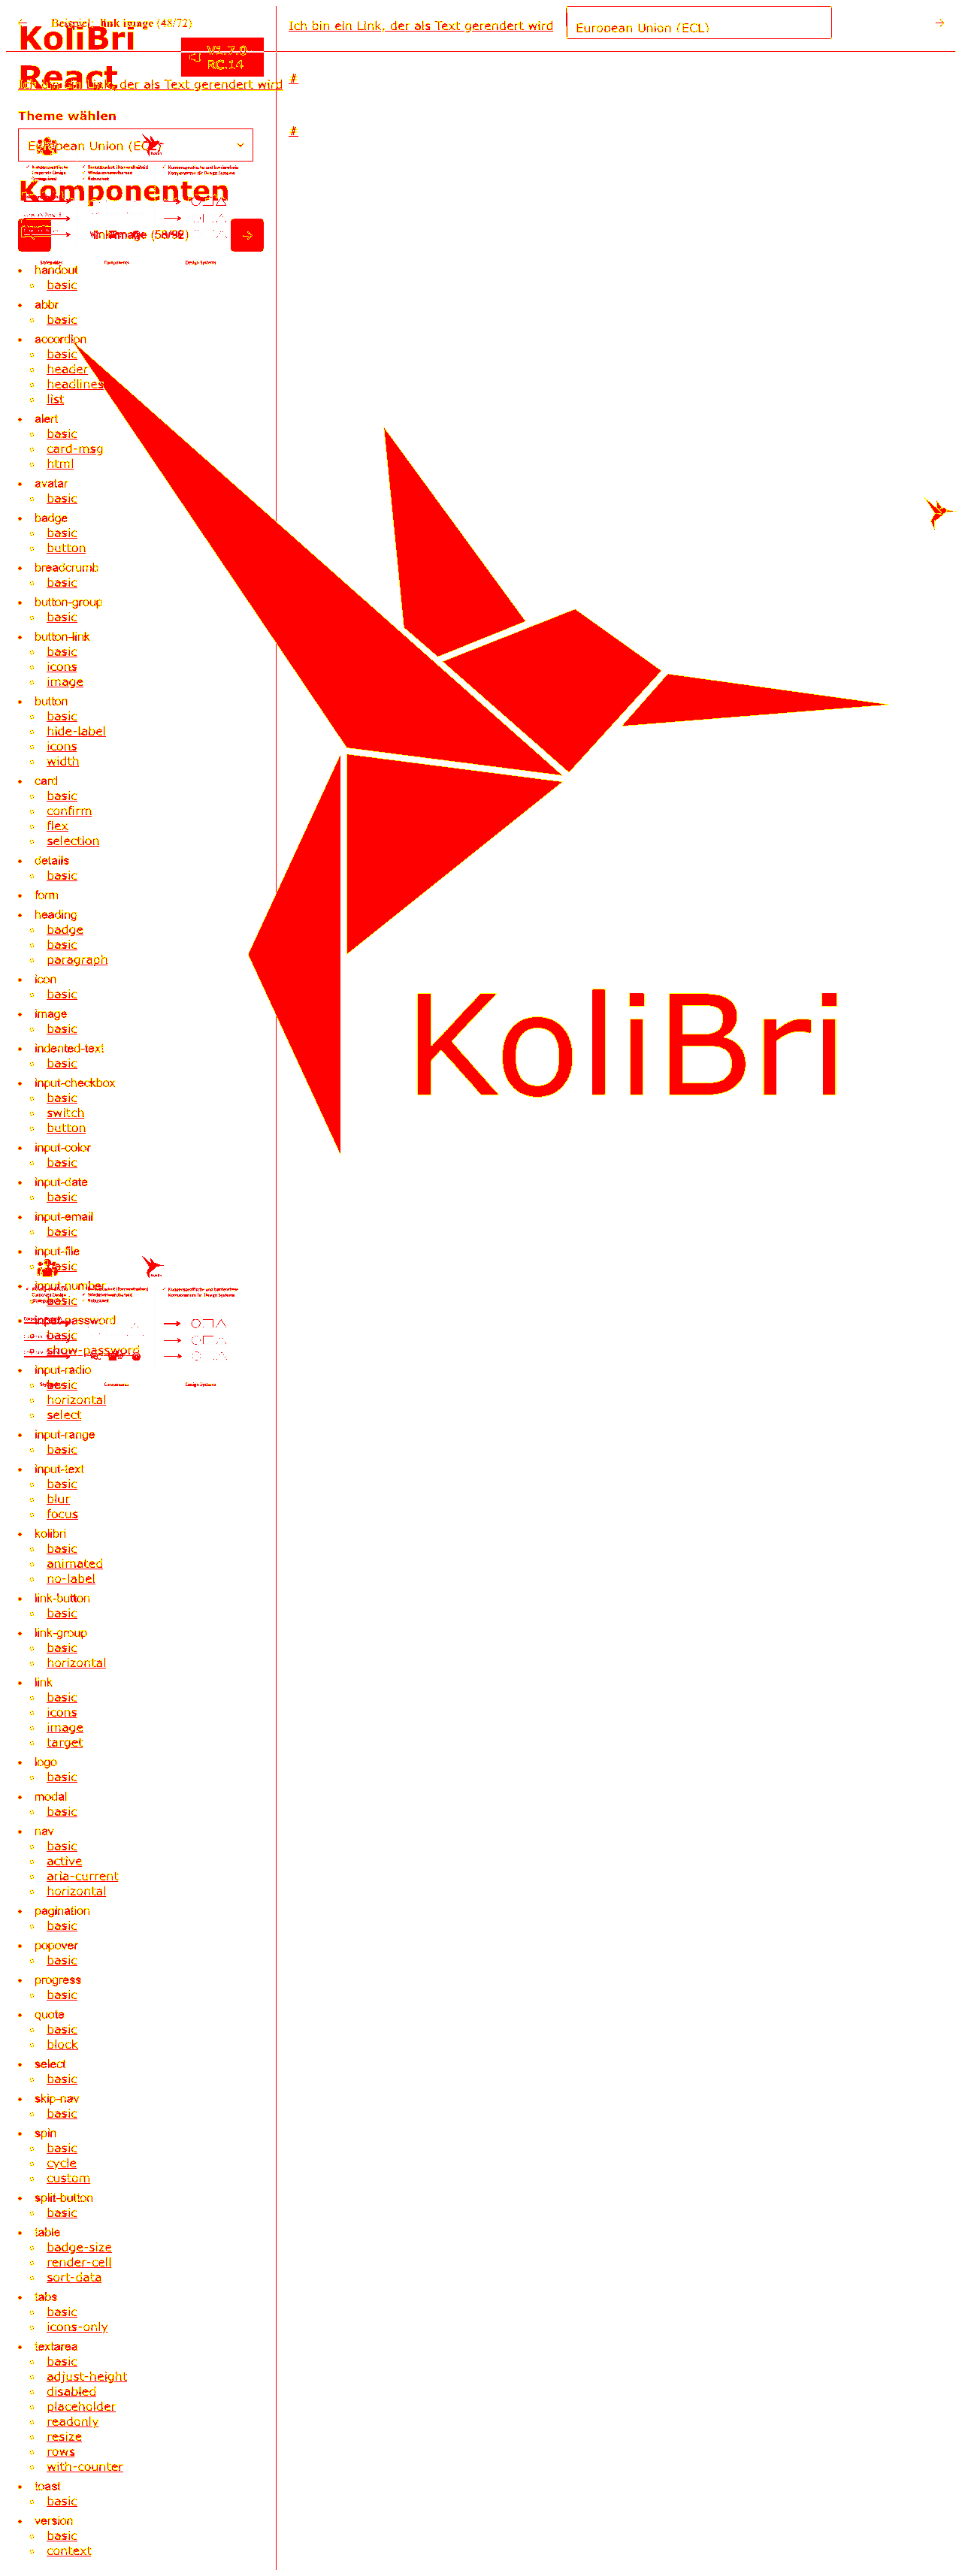 Beispiel: link image (48/72)
Ich bin ein Link, der als Text gerendert wird
European Union (ECL)
KoliBri
React
V1.7.0-
RC.14
#
Ich bin ein Link, der als Text gerendert wird
#
Theme wählen
European Union (ECL)
Komponenten
Components
Design Systems
handout
basic
abbr
basic
accordion
basic
header
headlines
list
alert
basic
card-msg
html
avatar
basic
badge
basic
button
breadcrumb
basic
button-group
basic
button-link
basic
icons
image
button
basic
hide-label
icons
width
card
basic
confirm
flex
selection
details
basic
form
heading
badge
basic
paragraph
icon
basic
image
basic
indented-text
basic
input-checkbox
basic
switch
button
input-color
basic
input-date
basic
input-email
basic
input-file
basic
input-number
basic
input-password
basic
show-password
input-radio
basic
horizontal
select
input-range
basic
input-text
basic
blur
focus
kolibri
basic
animated
no-label
link-button
basic
link-group
basic
horizontal
link
basic
icons
image
target
logo
basic
modal
basic
nav
basic
active
aria-current
horizontal
pagination
basic
popover
basic
progress
basic
quote
basic
block
select
basic
skip-nav
basic
spin
basic
cycle
custom
split-button
basic
table
badge-size
render-cell
sort-data
tabs
basic
icons-only
textarea
basic
adjust-height
disabled
placeholder
readonly
resize
rows
with-counter
toast
basic
version
basic
context
KoliBri
Design Systems